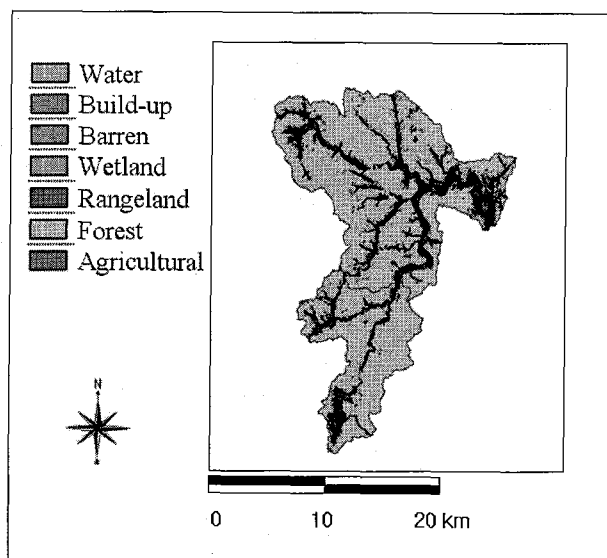 Water
Build-up
Barren
Wetland
Rangeland
Forest
Agricultural
N
0 10 20 km